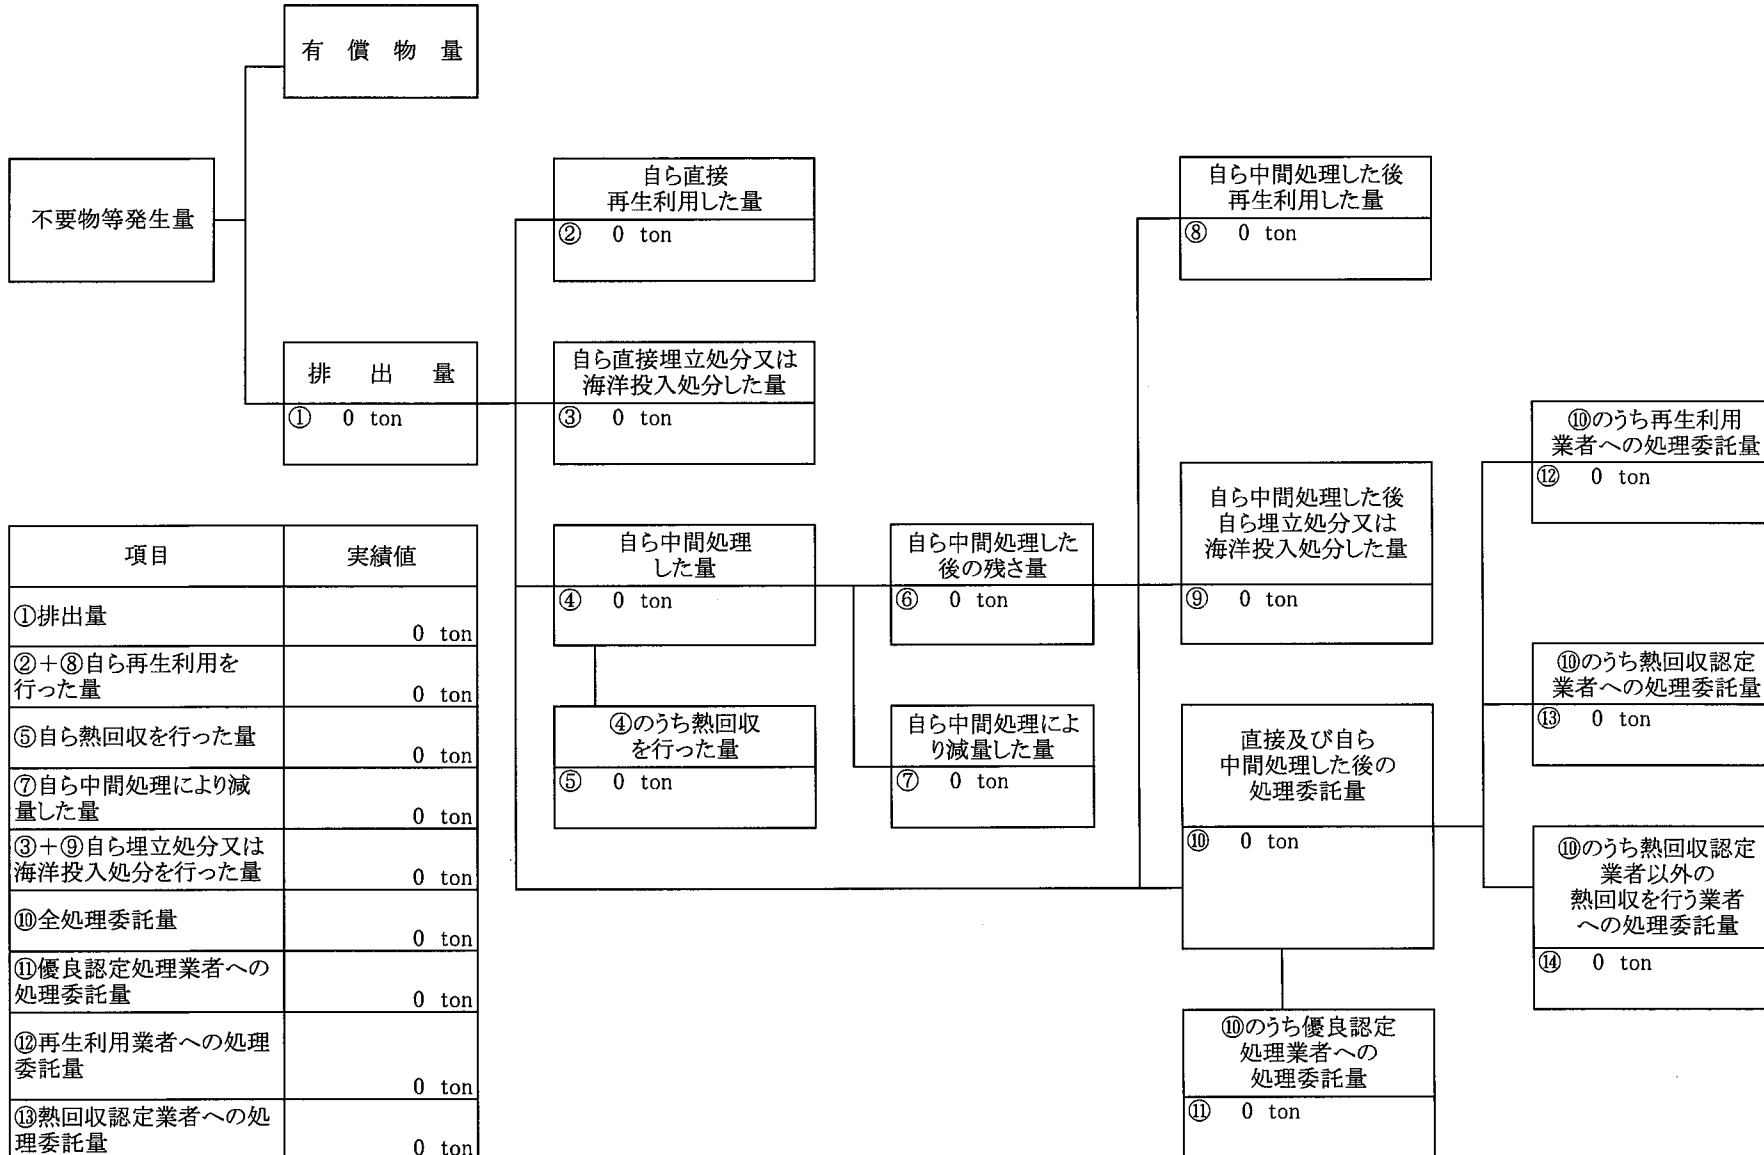 有 償 物 量
不要物等発生量
排 出 量
① 0 ton
自ら直接
再生利用した量
② 0 ton
自ら直接埋立処分又は
海洋投入処分した量
③ 0 ton
自ら中間処理
した量
④ 0 ton
④のうち熱回収
を行った量
⑤ 0 ton
自ら中間処理した
後の残さ量
⑥ 0 ton
自ら中間処理によ
り減量した量
⑦ 0 ton
自ら中間処理した後
再生利用した量
⑧ 0 ton
自ら中間処理した後
自ら埋立処分又は
海洋投入処分した量
⑨ 0 ton
直接及び自ら
中間処理した後の
処理委託量
⑩ 0 ton
⑩のうち優良認定
処理業者への
処理委託量
⑪ 0 ton
⑩のうち再生利用
業者への処理委託量
⑫ 0 ton
⑩のうち熱回収認定
業者への処理委託量
⑬ 0 ton
⑩のうち熱回収認定
業者以外の
熱回収を行う業者
への処理委託量
⑭ 0 ton
項目 実績値
①排出量
0 ton
②+⑧自ら再生利用を
行った量
0 ton
⑤自ら熱回収を行った量
0 ton
⑦自ら中間処理により減
量した量
0 ton
③+⑨自ら埋立処分又は
海洋投入処分を行った量
0 ton
⑩全処理委託量
0 ton
⑪優良認定処理業者への
処理委託量
0 ton
⑫再生利用業者への処理
委託量
0 ton
⑬熱回収認定業者への処
理委託量
0 ton